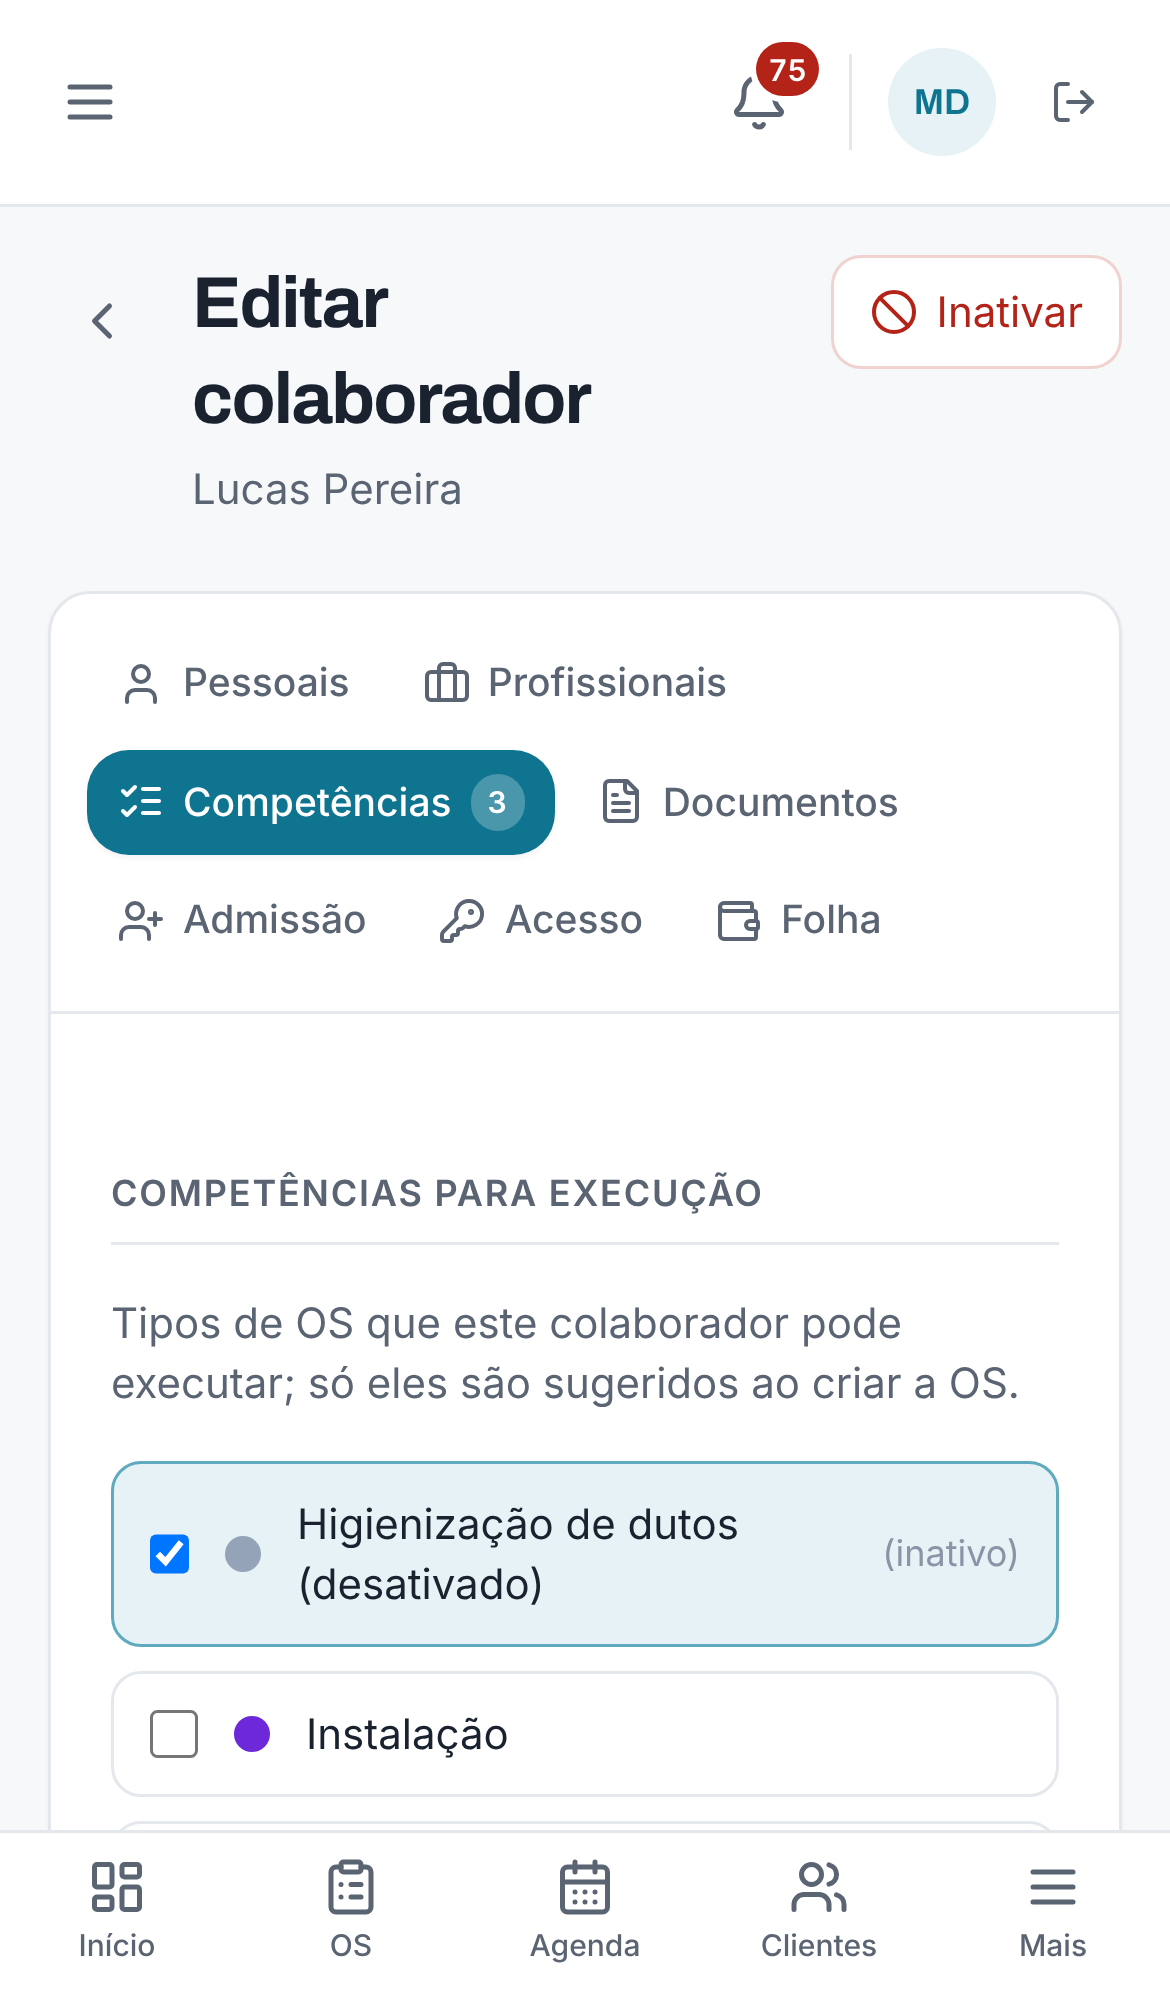 75
MD
Editar
colaborador
Inativar
Lucas Pereira
Pessoais
Profissionais
Competências 3
Documentos
Admissão
Acesso
Folha
COMPETÊNCIAS PARA EXECUÇÃO
Tipos de OS que este colaborador pode
executar; só eles são sugeridos ao criar a OS.
Higienização de dutos
(desativado)
(inativo)
Instalação
Início
OS
Agenda
Clientes
Mais